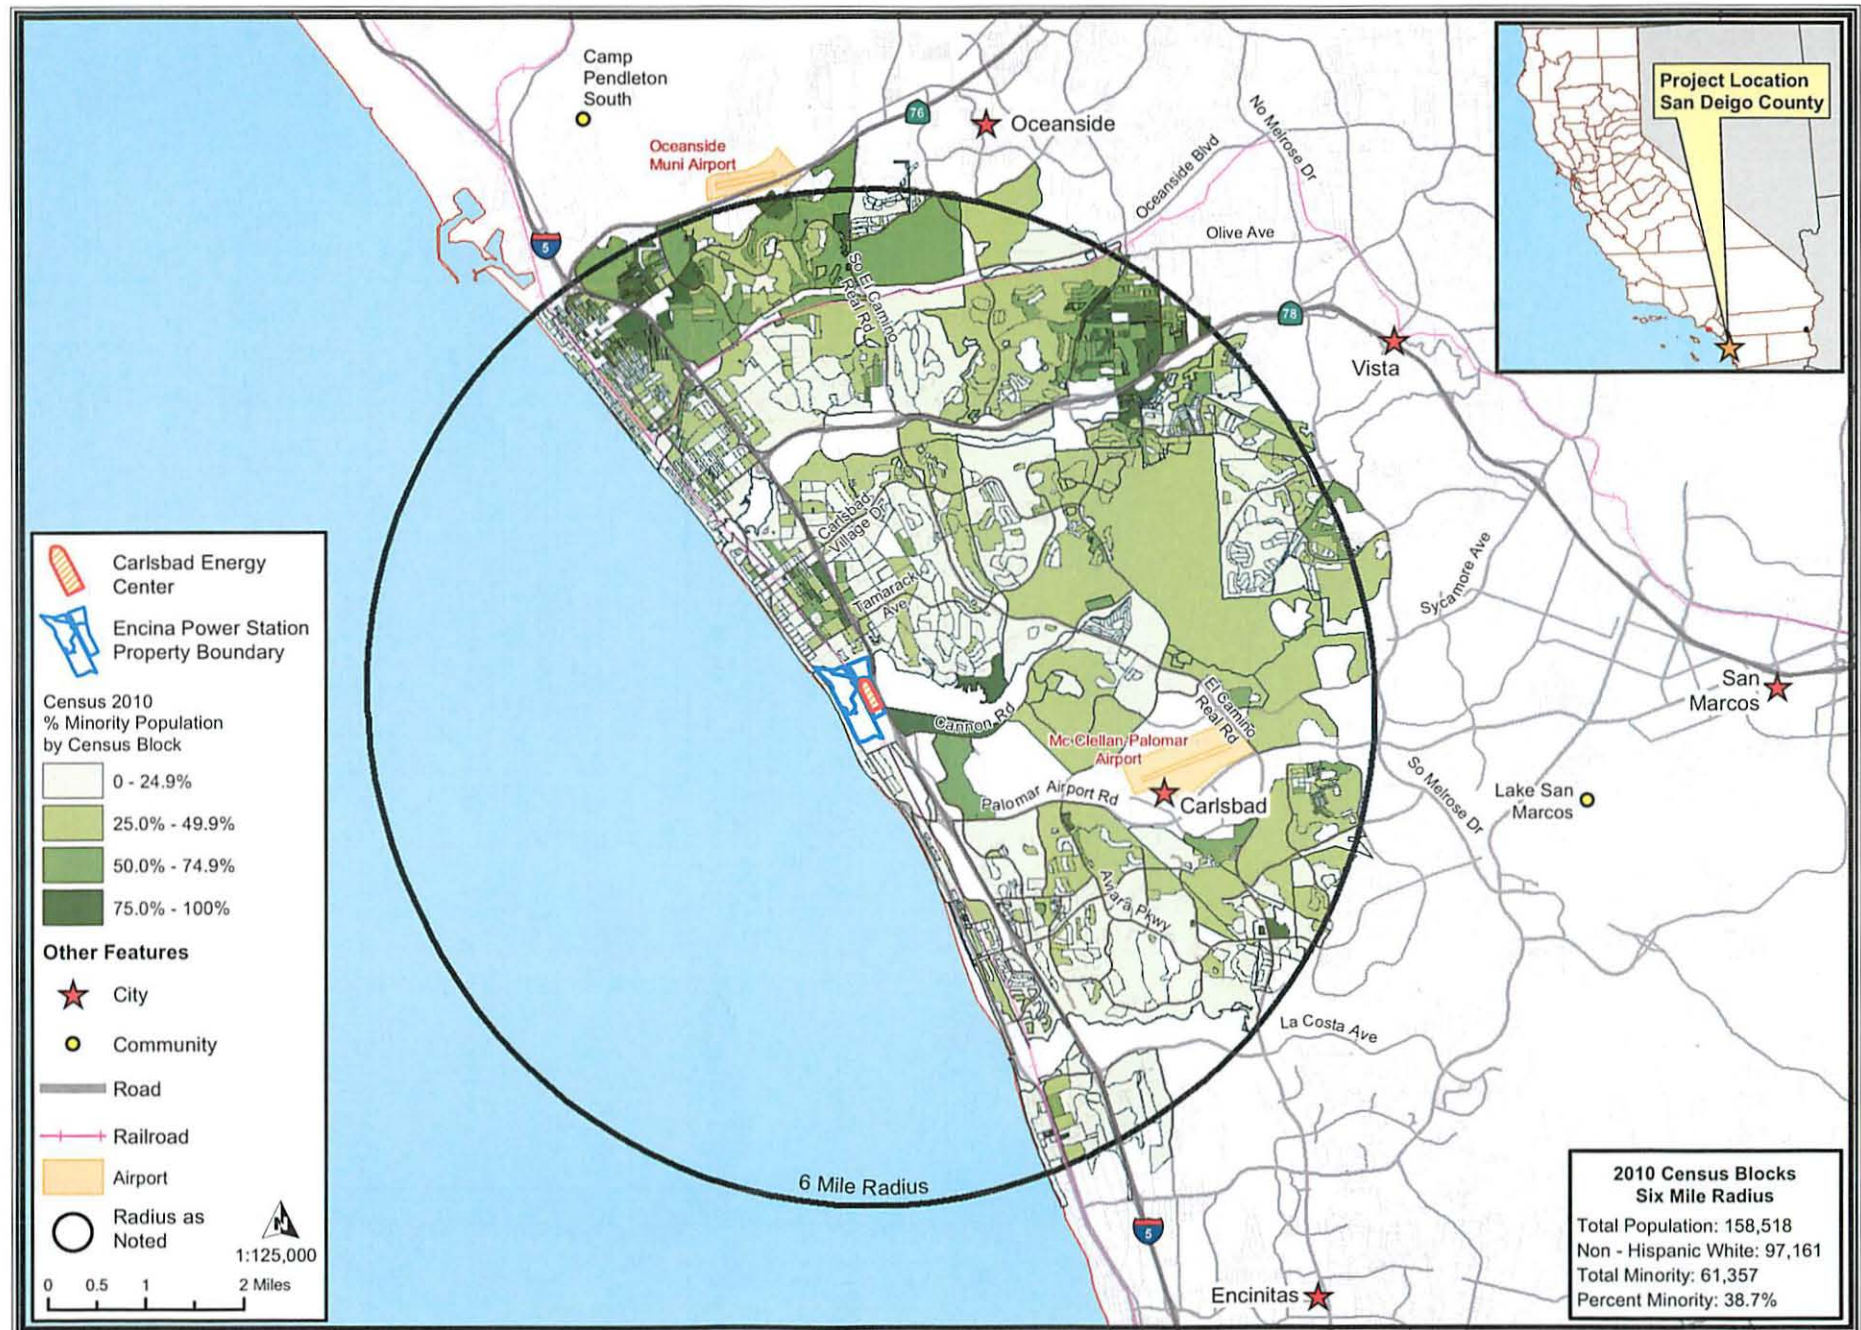 Camp
Pendleton
South
Oceanside
Muni Airport
76
Oceanside
No Melrose Dr
Oceanside Blvd
Olive Ave
5
So El Camino
Real Rd
78
Vista
Project Location
San Deigo County
Carlsbad
Village Dr
Tamarack
Ave
Sycamore Ave
San
Marcos
Cannon Rd
El Camino
Real Rd
Mc Clellan-Palomar
Airport
Carlsbad
Palomar Airport Rd
So Melrose Dr
Lake San
Marcos
Aviara Pkwy
La Costa Ave
6 Mile Radius
5
Encinitas
Carlsbad Energy
Center
Encina Power Station
Property Boundary
Census 2010
% Minority Population
by Census Block
0 - 24.9%
25.0% - 49.9%
50.0% - 74.9%
75.0% - 100%
Other Features
City
Community
Road
Railroad
Airport
Radius as
Noted
N
1:125,000
0 0.5 1 2 Miles
2010 Census Blocks
Six Mile Radius
Total Population: 158,518
Non - Hispanic White: 97,161
Total Minority: 61,357
Percent Minority: 38.7%